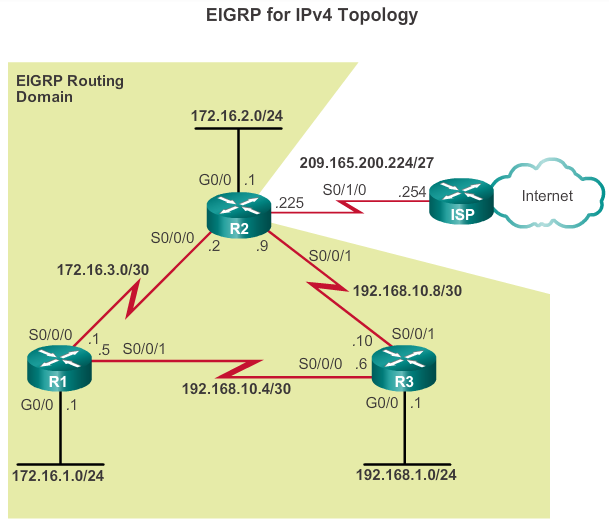 EIGRP for IPv4 Topology
EIGRP Routing
Domain
172.16.2.0/24
209.165.200.224/27
G0/0
.1
S0/1/0
.254
Internet
.225
ISP
R2
S0/0/0
.2
.9
S0/0/1
172.16.3.0/30
192.168.10.8/30
S0/0/0
.1
.10
S0/0/1
.5
S0/0/1
S0/0/0
.6
R1
R3
192.168.10.4/30
G0/0
.1
G0/0
.1
172.16.1.0/24
192.168.1.0/24